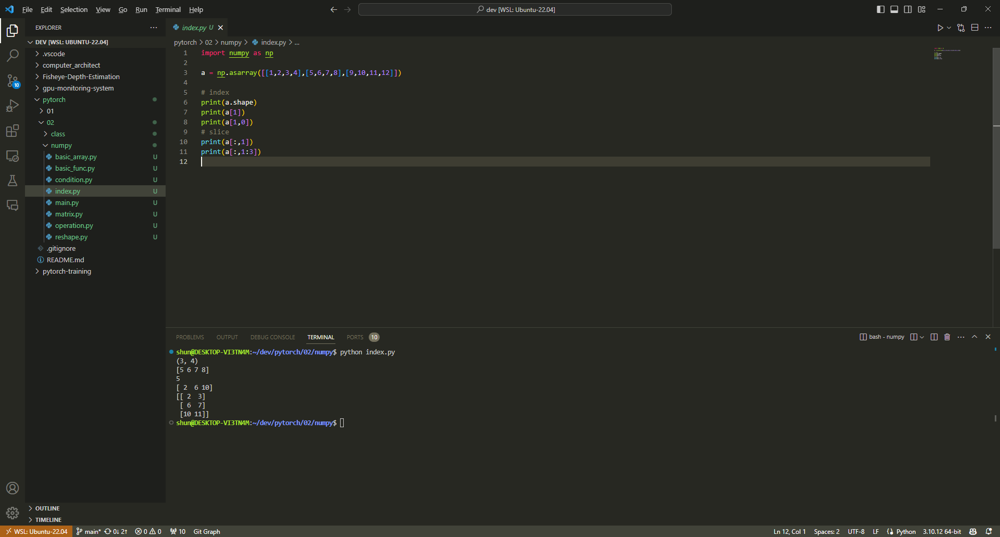 File Edit Selection View Go Run Terminal Help
dev [WSL: Ubuntu-22.04]
EXPLORER
DEV [WSL: UBUNTU-22.04]
.vscode
computer_architect
Fisheye-Depth-Estimation
gpu-monitoring-system
pytorch
01
02
class
numpy
basic_array.py U
basic_func.py U
condition.py U
index.py U
main.py U
matrix.py U
operation.py U
reshape.py U
.gitignore
README.md
pytorch-training
OUTLINE
TIMELINE
10
index.py U
pytorch > 02 > numpy > index.py > ...
1 import numpy as np
2
3 a = np.asarray([[1,2,3,4],[5,6,7,8],[9,10,11,12]])
4
5 # index
6 print(a.shape)
7 print(a[1])
8 print(a[1,0])
9 # slice
10 print(a[:,1])
11 print(a[:,1:3])
12
PROBLEMS OUTPUT DEBUG CONSOLE TERMINAL PORTS 10
bash - numpy
shun@DESKTOP-VI3TN4M:~/dev/pytorch/02/numpy$ python index.py
(3, 4)
[5 6 7 8]
5
[ 2  6 10]
[[ 2  3]
 [ 6  7]
 [10 11]]
shun@DESKTOP-VI3TN4M:~/dev/pytorch/02/numpy$
WSL: Ubuntu-22.04 main* 0↓ 2↑ 0 0 10 Git Graph
Ln 12, Col 1 Spaces: 2 UTF-8 LF Python 3.10.12 64-bit